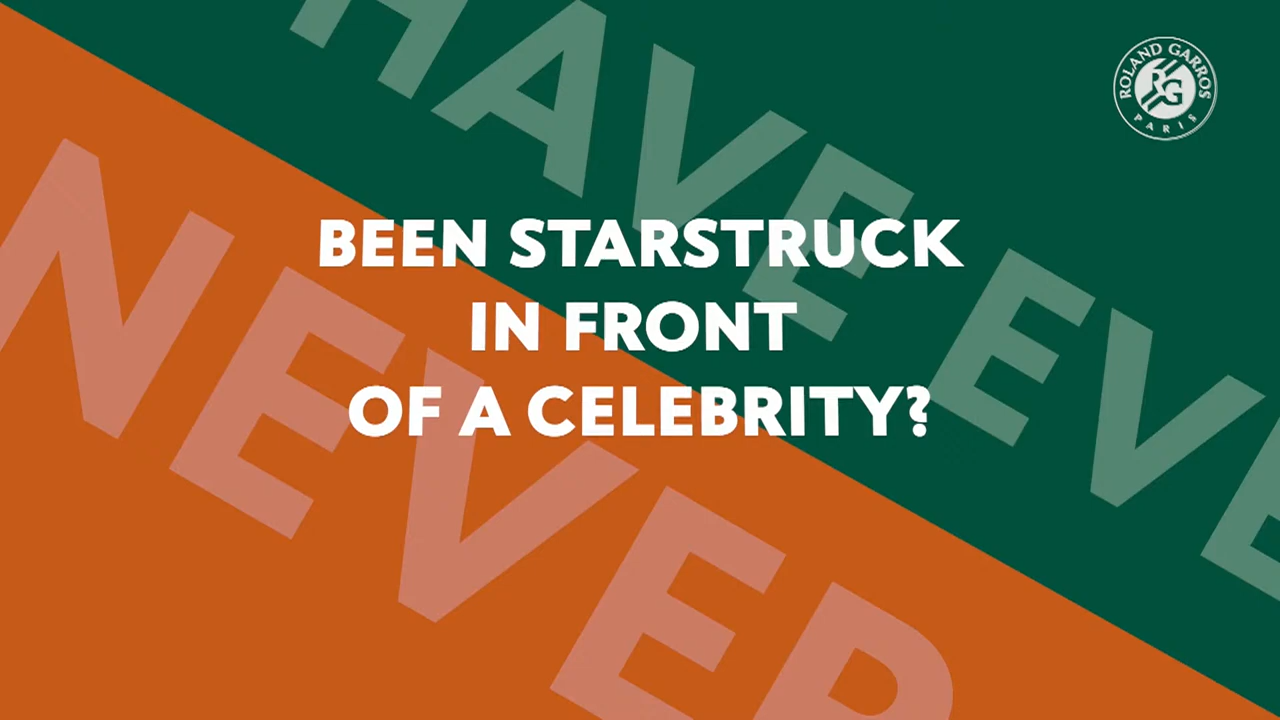 HAVE EVE
NEVER
ROLAND GARROS
RG
PARIS
BEEN STARSTRUCK
IN FRONT
OF A CELEBRITY?